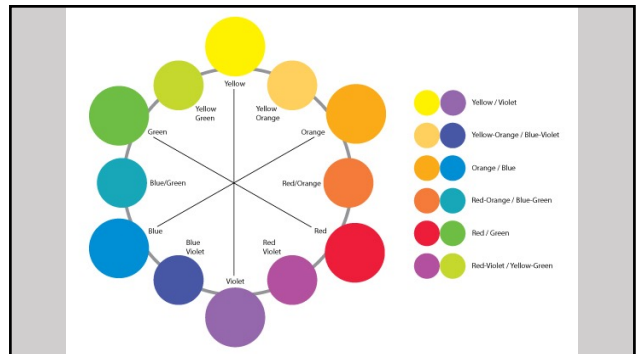 Yellow
Yellow
Green
Yellow
Orange
Green
Orange
Blue/Green
Red/Orange
Blue
Red
Blue
Violet
Red
Violet
Violet
Yellow / Violet
Yellow-Orange / Blue-Violet
Orange / Blue
Red-Orange / Blue-Green
Red / Green
Red-Violet / Yellow-Green